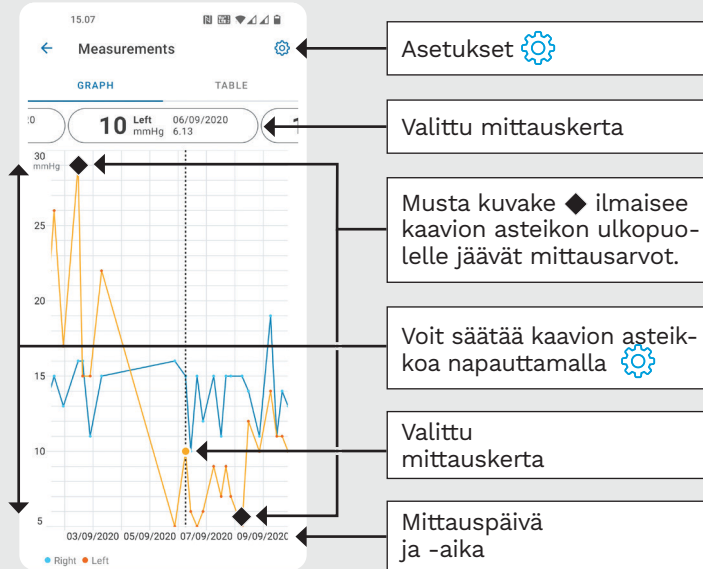 15.07
Measurements
GRAPH TABLE
10 Left 06/09/2020
mmHg 6.13
30
mmHg
25
20
15
10
5
03/09/2020 05/09/2020 07/09/2020 09/09/2020
Right Left
Asetukset
Valittu mittauskerta
Musta kuvake ◆ ilmaisee
kaavion asteikon ulkopuo-
lelle jäävät mittausarvot.
Voit säätää kaavion asteik-
koa napauttamalla
Valittu
mittauskerta
Mittauspäivä
ja -aika